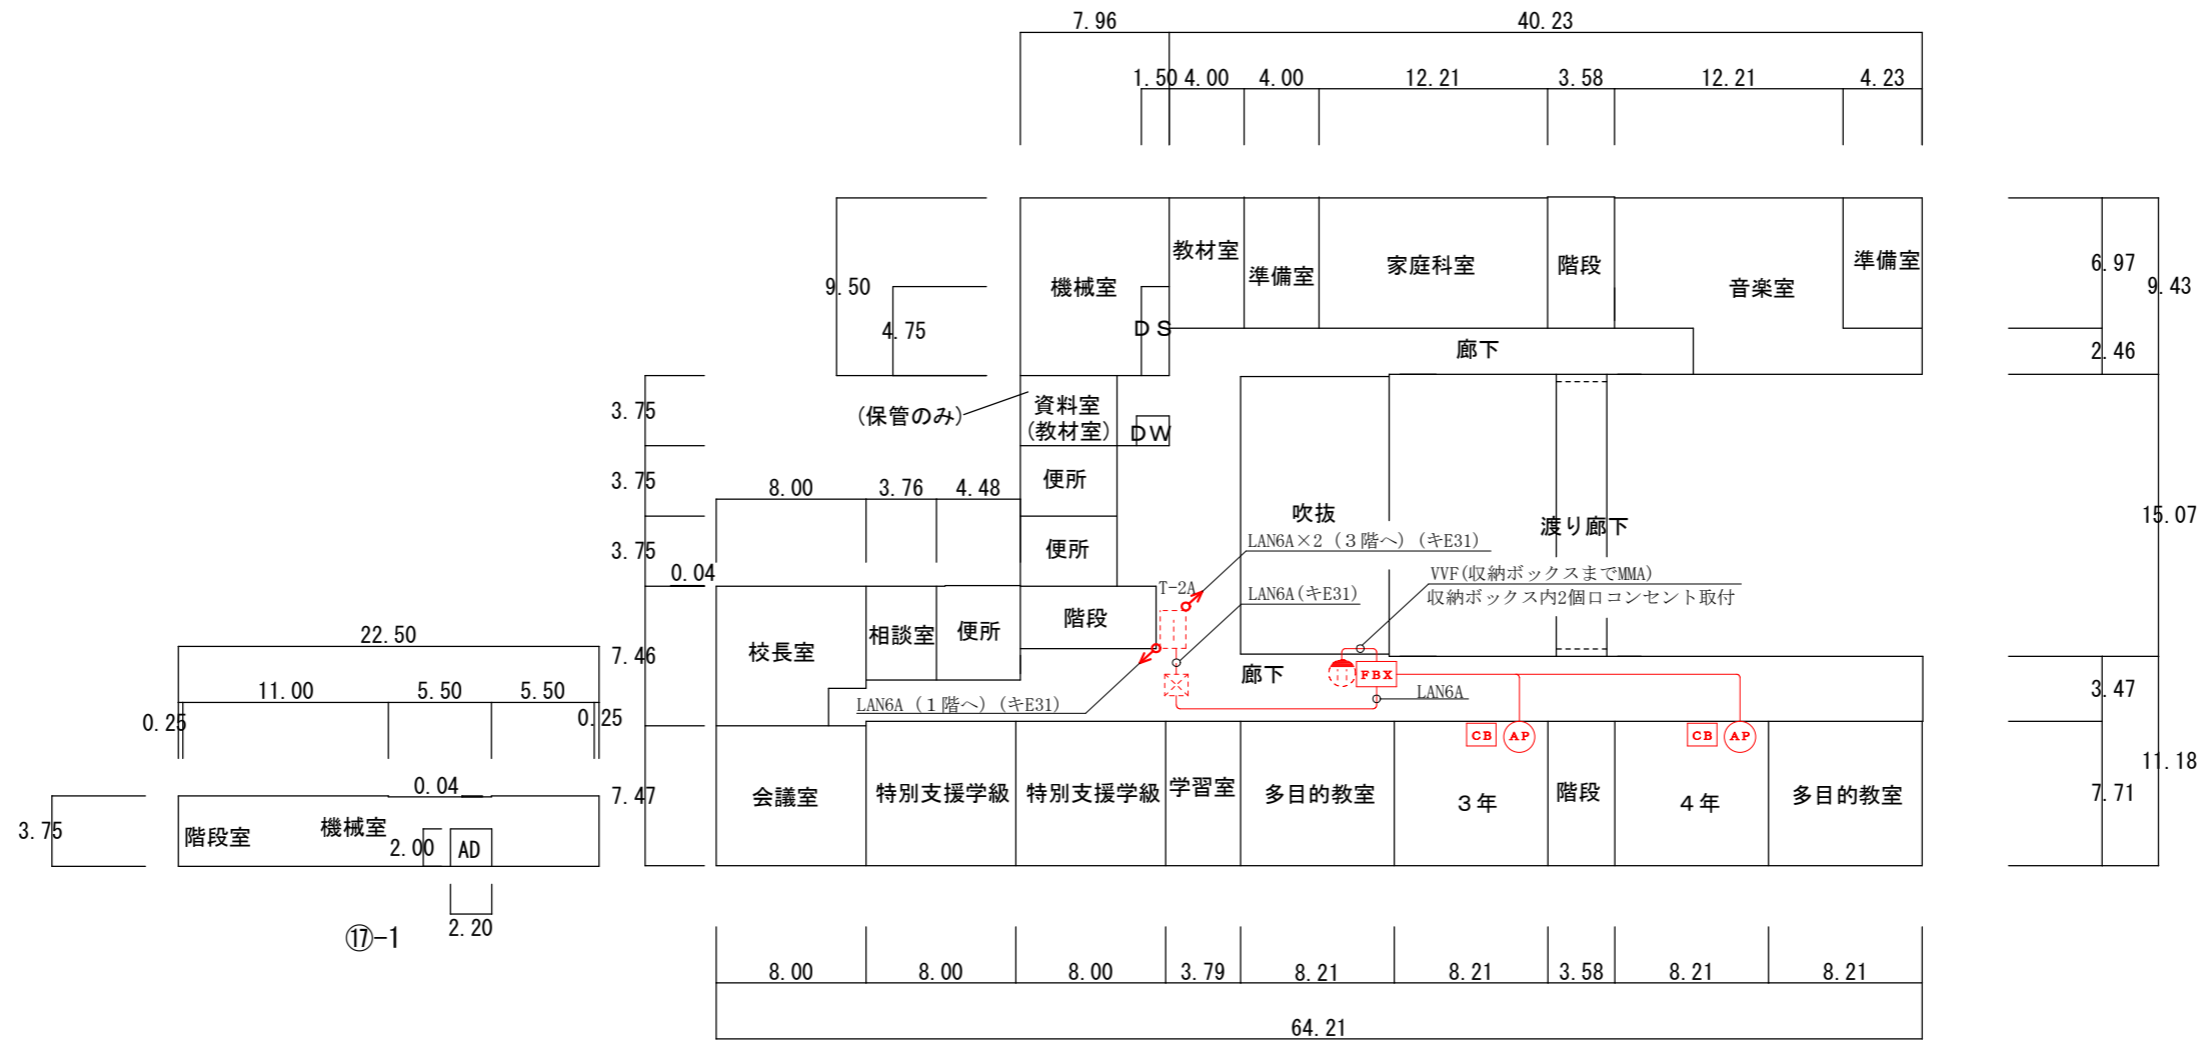 7.96
40.23
1.50
4.00
4.00
12.21
3.58
12.21
4.23
9.50
4.75
機械室
DS
教材室
準備室
家庭科室
階段
音楽室
準備室
廊下
6.97
9.43
2.46
3.75
(保管のみ)
資料室
(教材室)
DW
3.75
便所
8.00
3.76
4.48
吹抜
渡り廊下
15.07
3.75
便所
LAN6A×2（3階へ）(キE31)
0.04
T-2A
LAN6A(キE31)
VVF(収納ボックスまでMMA)
収納ボックス内2個口コンセント取付
22.50
7.46
校長室
相談室
便所
階段
廊下
FBX
11.00
5.50
5.50
0.25
0.25
LAN6A（1階へ）(キE31)
LAN6A
3.47
CB
AP
CB
AP
11.18
0.04
7.47
会議室
特別支援学級
特別支援学級
学習室
多目的教室
3年
階段
4年
多目的教室
7.71
3.75
階段室
機械室
2.00
AD
2.20
⑰-1
8.00
8.00
8.00
3.79
8.21
8.21
3.58
8.21
8.21
64.21